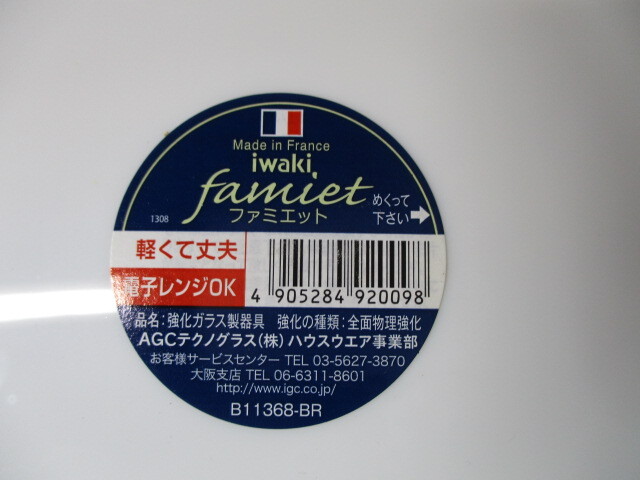 Made in France
iwaki
famiet
ファミエット
めくって
下さい
1308
軽くて丈夫
電子レンジOK
4 905284 920098
品名:強化ガラス製器具 強化の種類:全面物理強化
AGCテクノグラス(株) ハウスウエア事業部
お客様サービスセンター TEL 03-5627-3870
大阪支店 TEL 06-6311-8601
http://www.igc.co.jp/
B11368-BR